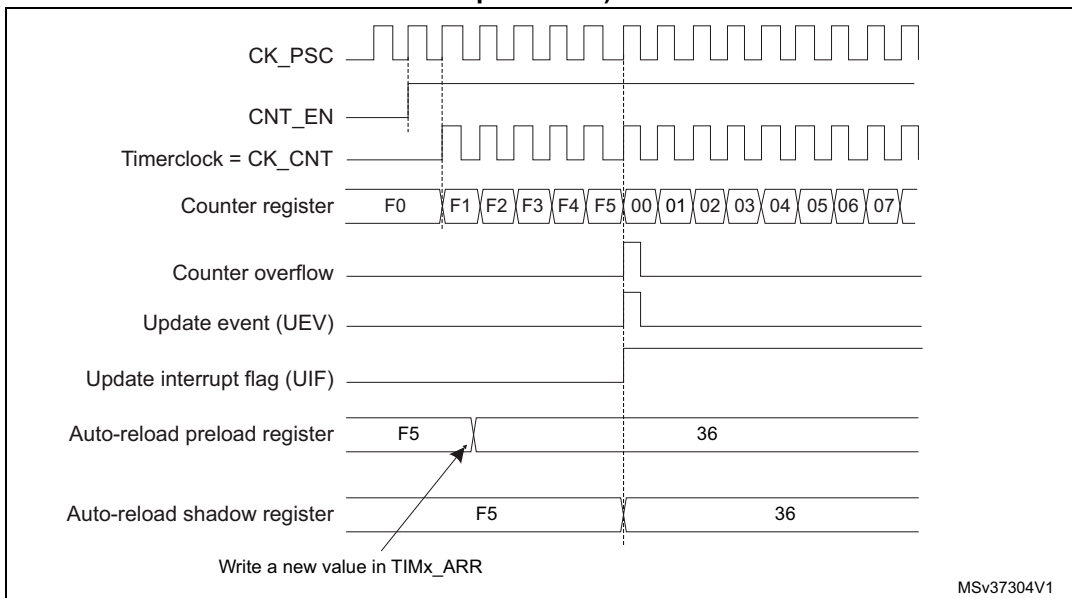 CK_PSC
CNT_EN
Timerclock = CK_CNT
Counter register F0 F1 F2 F3 F4 F5 00 01 02 03 04 05 06 07
Counter overflow
Update event (UEV)
Update interrupt flag (UIF)
Auto-reload preload register F5 36
Auto-reload shadow register F5 36
Write a new value in TIMx_ARR
MSv37304V1